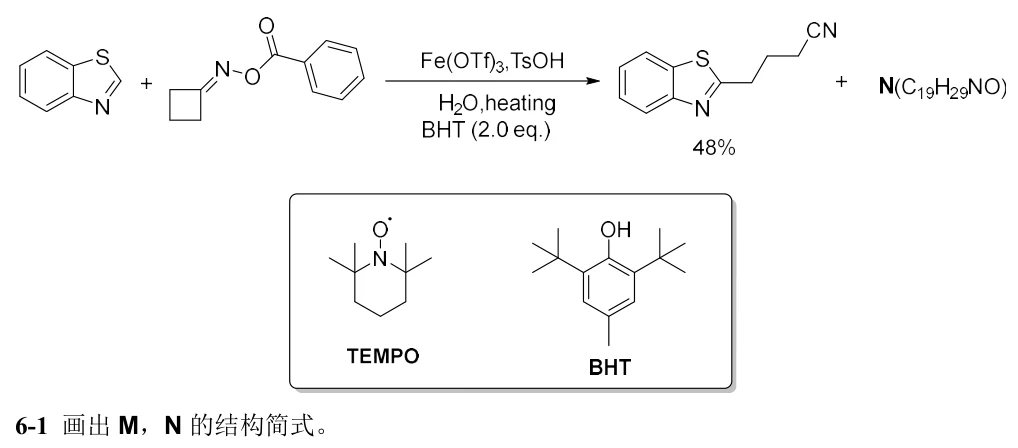 O
S
N
N
O
+
Fe(OTf)₃,TsOH
H₂O,heating
BHT (2.0 eq.)
S
N
CN
48%
+
N(C₁₉H₂₉NO)
O·
N
TEMPO
OH
BHT
6-1 画出 M，N 的结构简式。